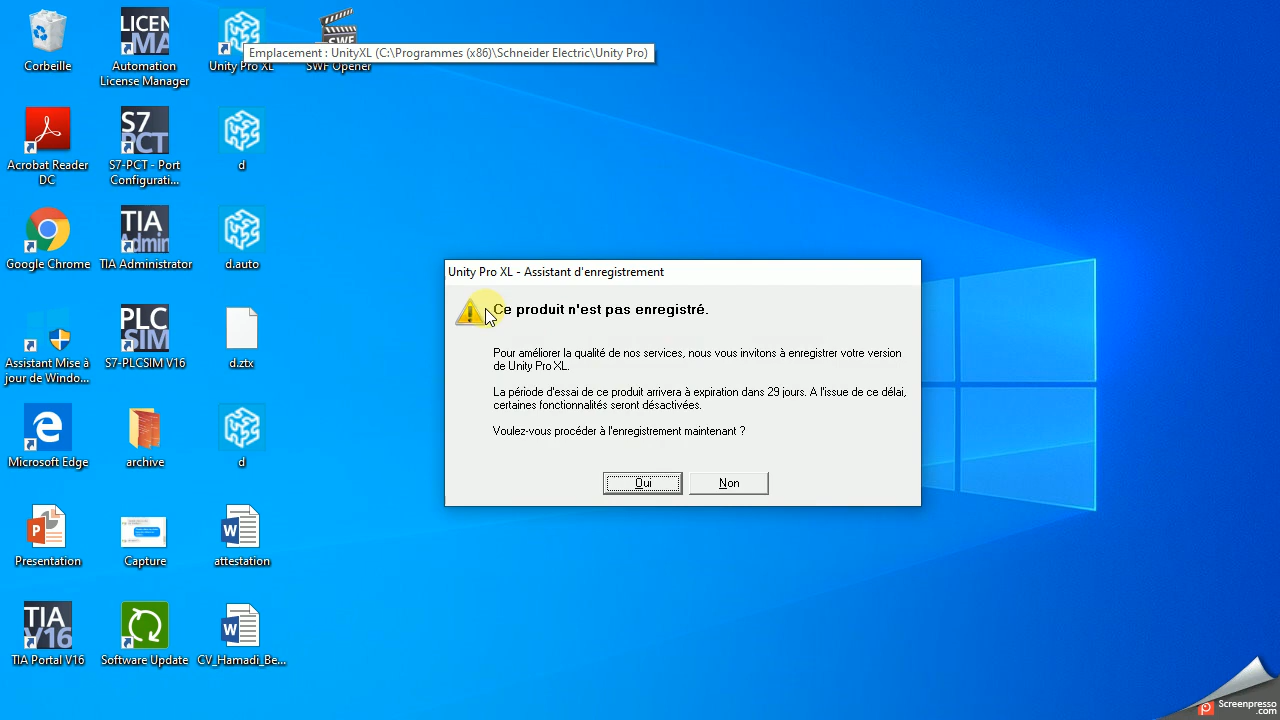 Corbeille
LICEN
MA
Automation
License Manager
Unity Pro XL
SWF
SWF Opener
Emplacement : UnityXL (C:\Programmes (x86)\Schneider Electric\Unity Pro)
Acrobat Reader
DC
S7
PCT
S7-PCT - Port
Configurati...
d
Google Chrome
TIA
Admin
TIA Administrator
d.auto
Assistant Mise à
jour de Windo...
PLC
SIM
S7-PLCSIM V16
d.ztx
Microsoft Edge
archive
d
Presentation
Capture
attestation
TIA
V16
TIA Portal V16
Software Update
CV_Hamadi_Be...
Unity Pro XL - Assistant d'enregistrement
Ce produit n'est pas enregistré.
Pour améliorer la qualité de nos services, nous vous invitons à enregistrer votre version
de Unity Pro XL.
La période d'essai de ce produit arrivera à expiration dans 29 jours. A l'issue de ce délai,
certaines fonctionnalités seront désactivées.
Voulez-vous procéder à l'enregistrement maintenant ?
Oui
Non
Screenpresso
.com